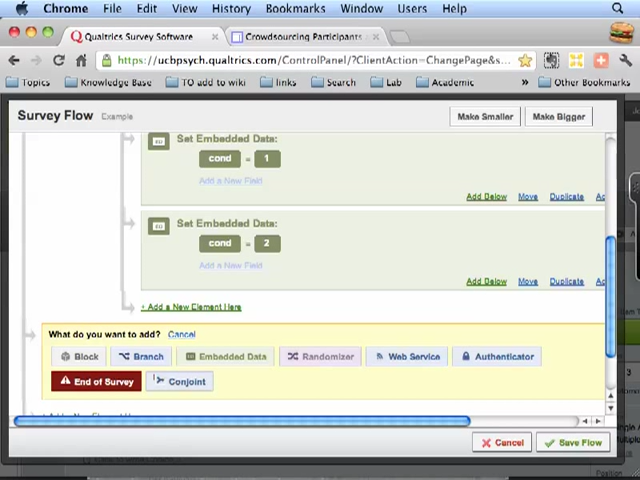 Chrome File Edit View History Bookmarks Window Users Help
Qualtrics Survey Software
Crowdsourcing Participants
https://ucbpsych.qualtrics.com/ControlPanel/?ClientAction=ChangePage&s...
Topics Knowledge Base TO add to wiki links Search Lab Academic » Other Bookmarks
Survey Flow Example Make Smaller Make Bigger
ED Set Embedded Data:
cond = 1
Add a New Field
Add Below Move Duplicate
ED Set Embedded Data:
cond = 2
Add a New Field
Add Below Move Duplicate
+ Add a New Element Here
What do you want to add? Cancel
Block Branch Embedded Data Randomizer Web Service Authenticator
End of Survey Conjoint
Cancel Save Flow
Position